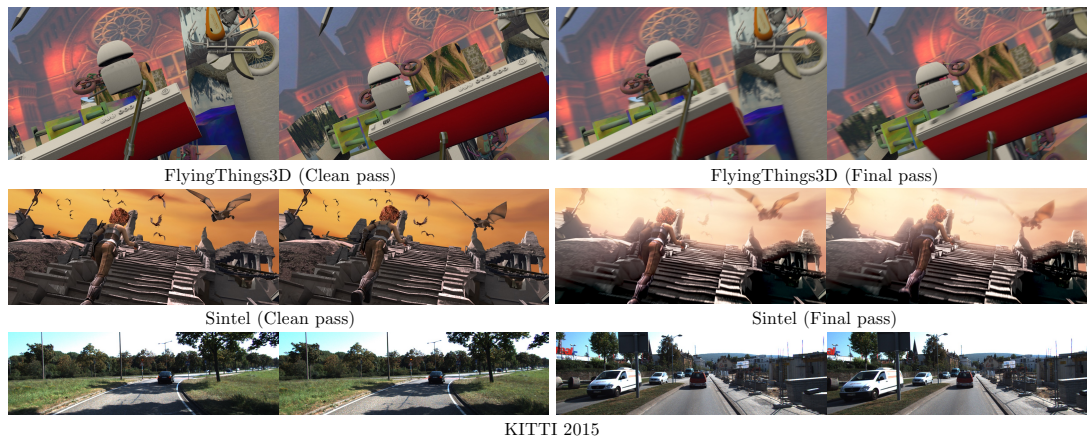 FlyingThings3D (Clean pass)
FlyingThings3D (Final pass)
Sintel (Clean pass)
Sintel (Final pass)
KITTI 2015